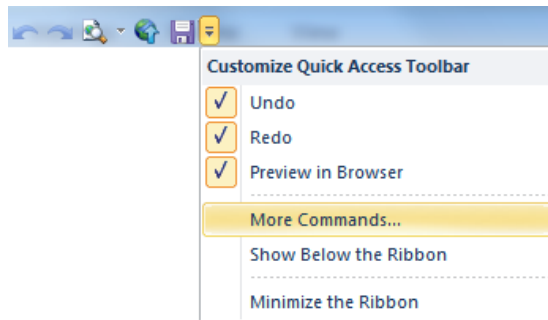 Customize Quick Access Toolbar
Undo
Redo
Preview in Browser
More Commands...
Show Below the Ribbon
Minimize the Ribbon